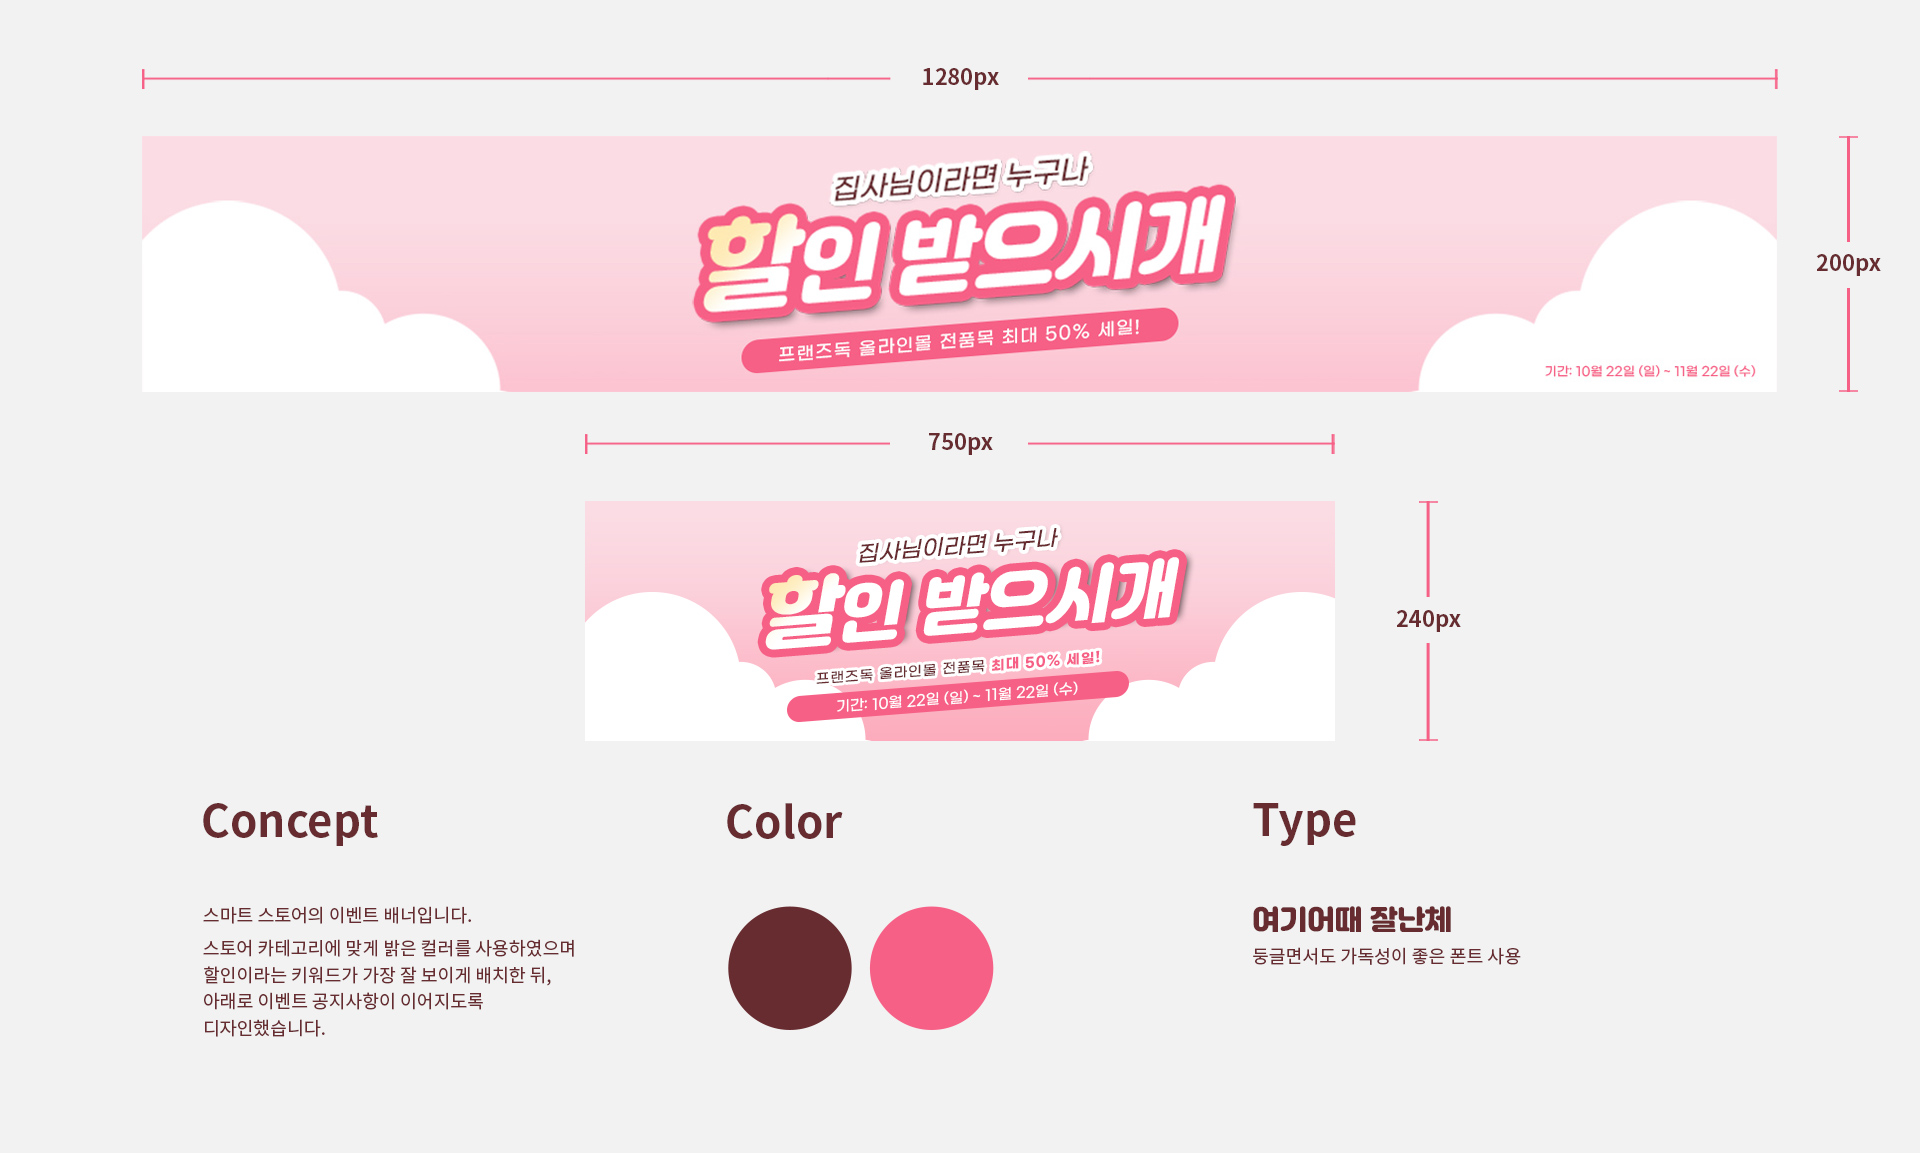 1280px
집사님이라면 누구나
할인 받으시개
프랜즈독 올라인몰 전품목 최대 50% 세일!
기간: 10월 22일 (일) ~ 11월 22일 (수)
200px
750px
집사님이라면 누구나
할인 받으시개
프랜즈독 올라인몰 전품목 최대 50% 세일!
기간: 10월 22일 (일) ~ 11월 22일 (수)
240px
Concept
스마트 스토어의 이벤트 배너입니다.
스토어 카테고리에 맞게 밝은 컬러를 사용하였으며
할인이라는 키워드가 가장 잘 보이게 배치한 뒤,
아래로 이벤트 공지사항이 이어지도록
디자인했습니다.
Color
Type
여기어때 잘난체
둥글면서도 가독성이 좋은 폰트 사용